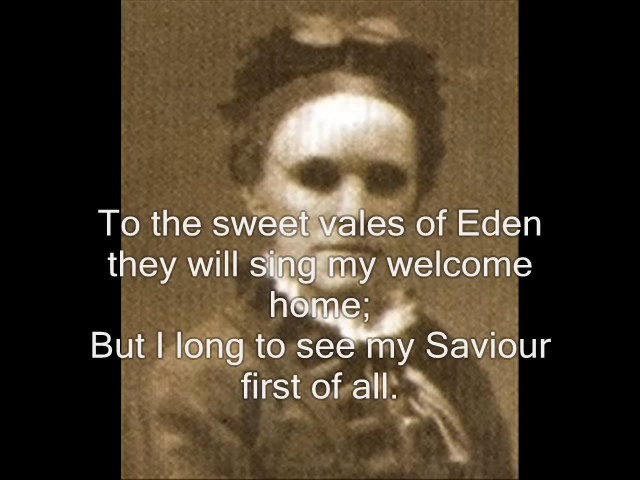 To the sweet vales of Eden
they will sing my welcome
home;
But I long to see my Saviour
first of all.